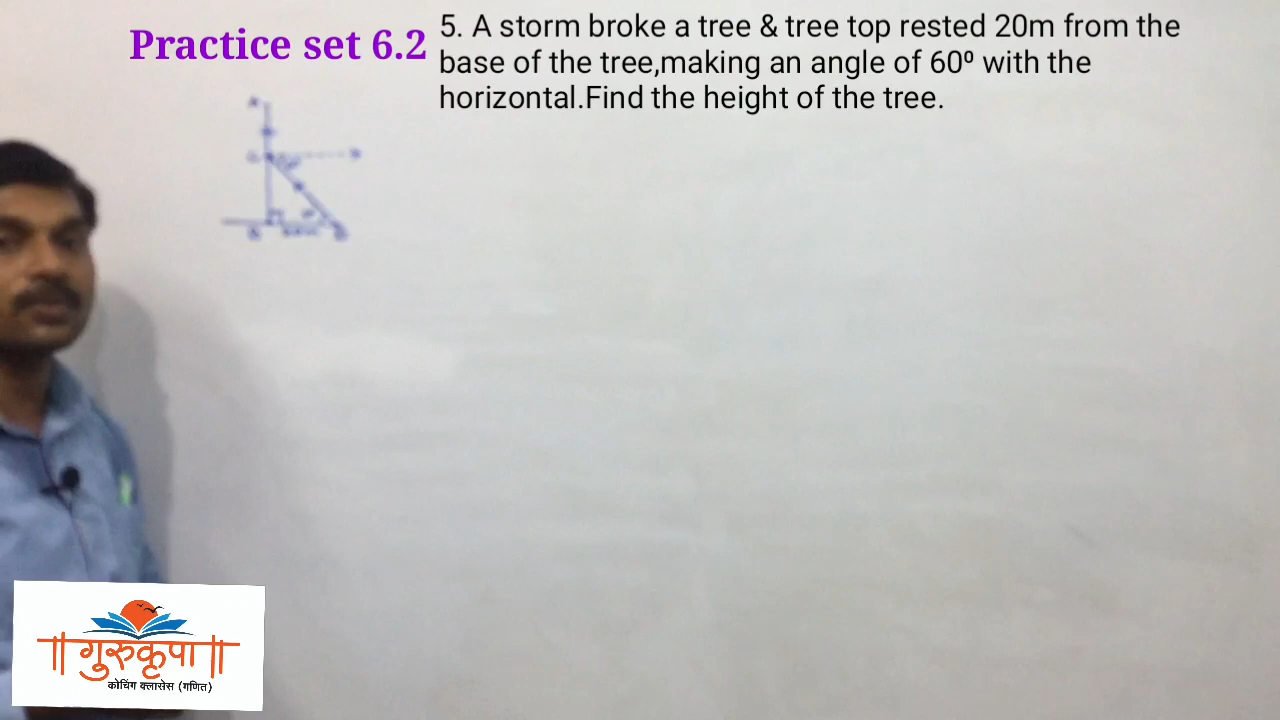 Practice set 6.2
5. A storm broke a tree & tree top rested 20m from the
base of the tree,making an angle of 60⁰ with the
horizontal.Find the height of the tree.
|| गुरुकृपा ||
कोचिंग क्लासेस (गणित)